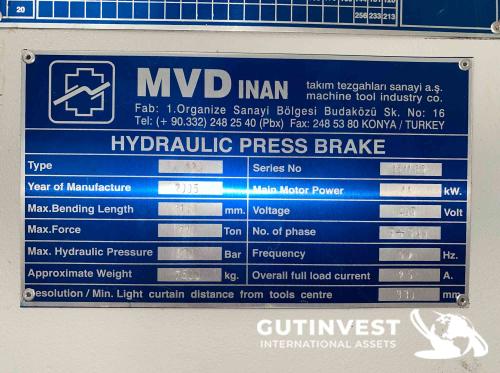 20
256 233 213
MVD INAN takım tezgahları sanayi a.ş.
machine tool industry co.
Fab: 1.Organize Sanayi Bölgesi Budaközü Sk. No: 16
Tel: (+ 90.332) 248 25 40 (Pbx) Fax: 248 53 80 KONYA / TURKEY
HYDRAULIC PRESS BRAKE
Type Series No
Year of Manufacture 2005 Main Motor Power kW.
Max.Bending Length mm. Voltage Volt
Max.Force Ton No. of phase
Max. Hydraulic Pressure Bar Frequency Hz.
Approximate Weight kg. Overall full load current A.
Resolution / Min. Light curtain distance from tools centre mm
GUTINVEST
INTERNATIONAL ASSETS